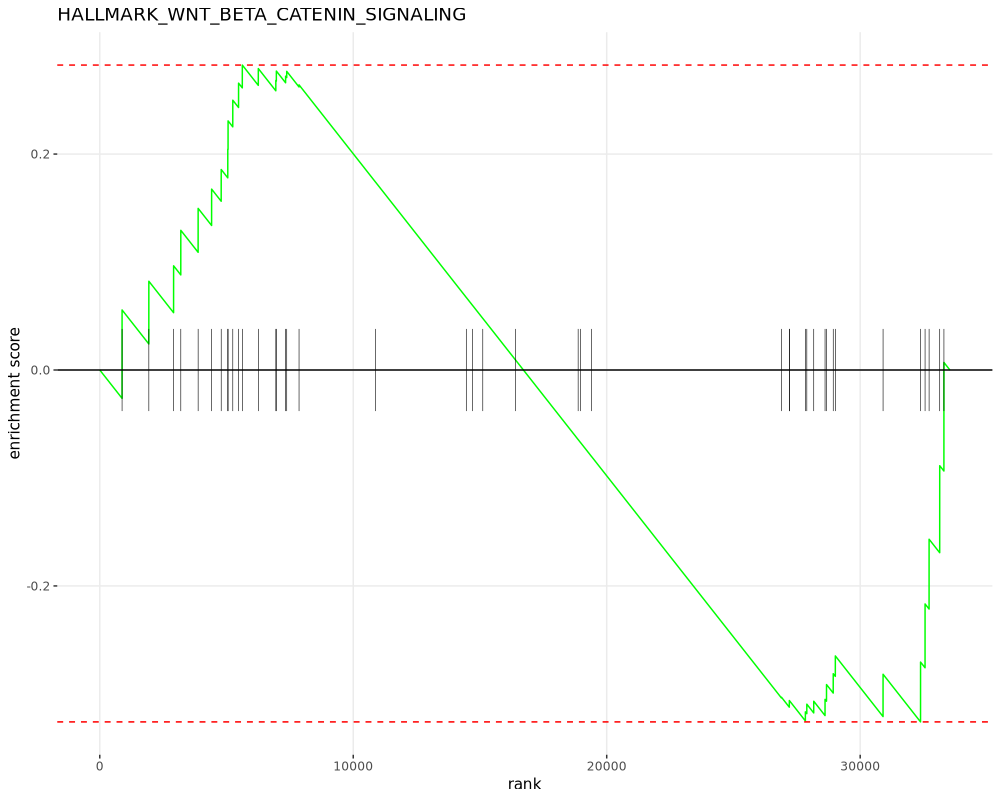 HALLMARK_WNT_BETA_CATENIN_SIGNALING
enrichment score
0.2
0.0
-0.2
0
10000
20000
30000
rank